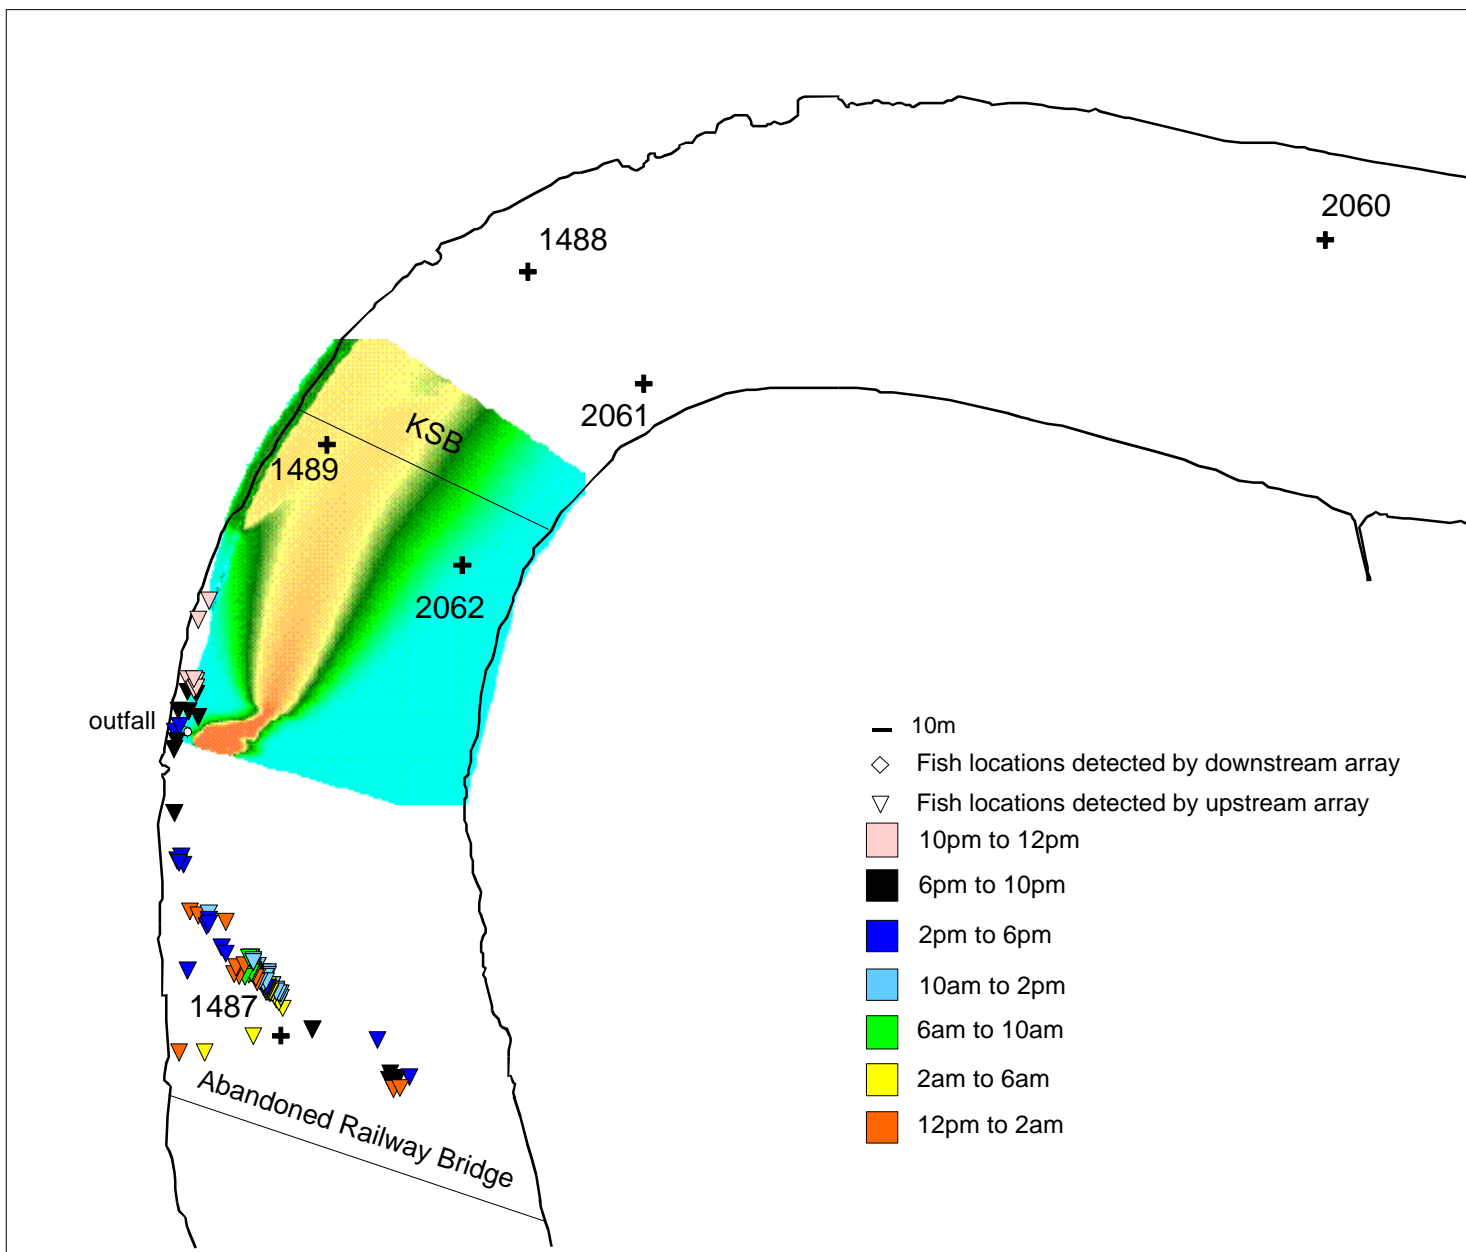 2060
1488
2061
KSB
1489
2062
outfall
10m
Fish locations detected by downstream array
Fish locations detected by upstream array
10pm to 12pm
6pm to 10pm
2pm to 6pm
10am to 2pm
6am to 10am
2am to 6am
12pm to 2am
1487
Abandoned Railway Bridge